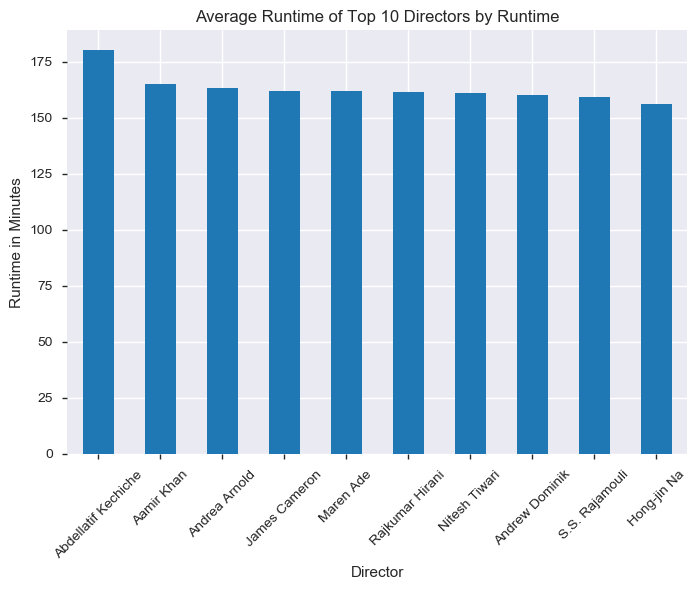 Average Runtime of Top 10 Directors by Runtime
Runtime in Minutes
175
150
125
100
75
50
25
0
Abdellatif Kechiche
Aamir Khan
Andrea Arnold
James Cameron
Maren Ade
Rajkumar Hirani
Nitesh Tiwari
Andrew Dominik
S.S. Rajamouli
Hong-jin Na
Director